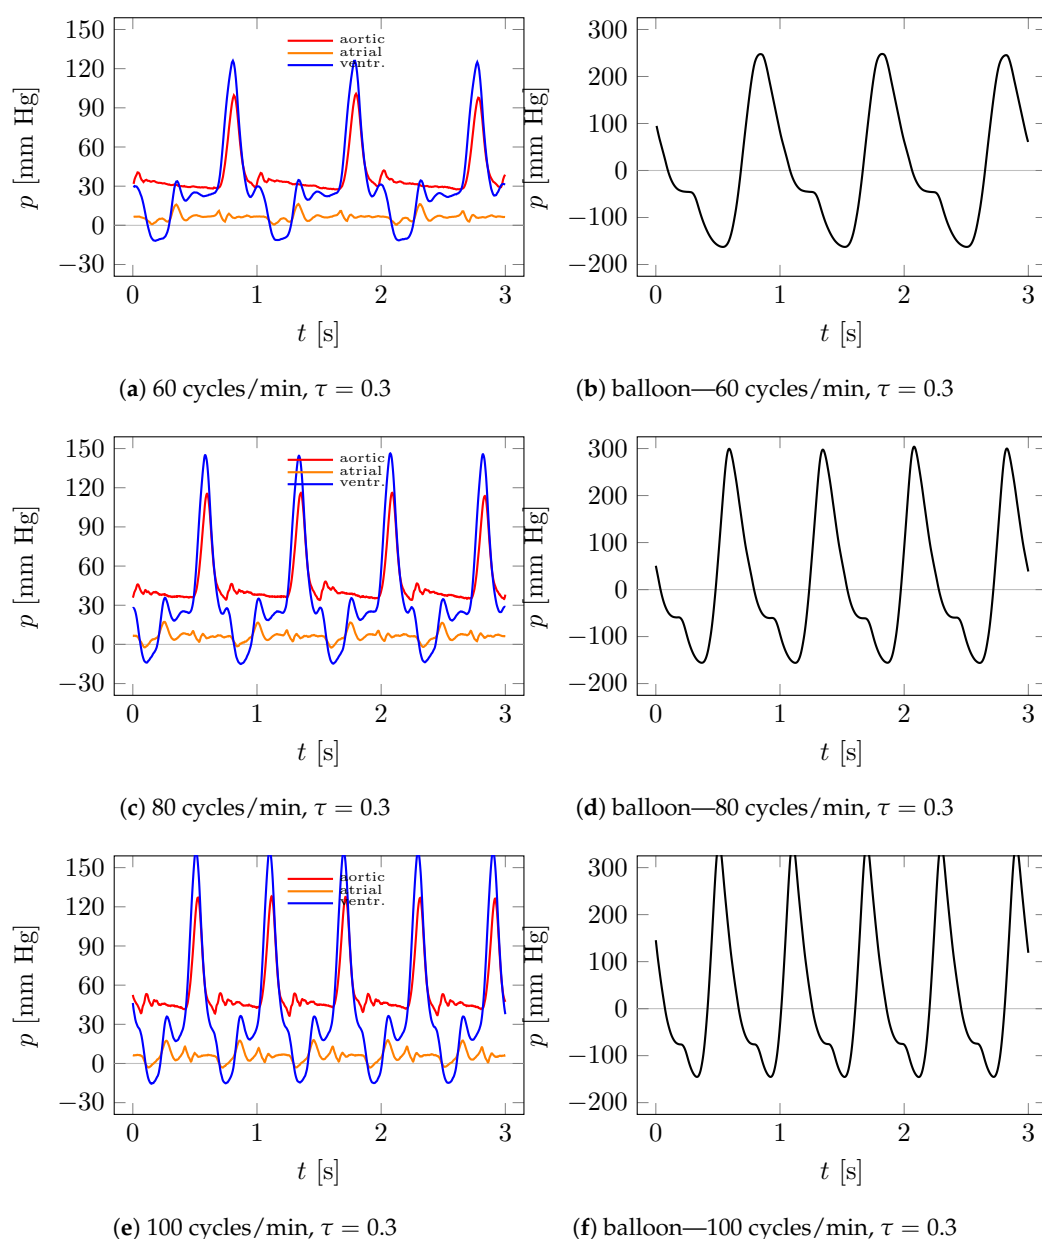 150
120
90
60
30
0
−30
p [mm Hg]
aortic
atrial
ventr.
0 1 2 3
t [s]
(a) 60 cycles/min, τ = 0.3
300
200
100
0
−100
−200
p [mm Hg]
0 1 2 3
t [s]
(b) balloon—60 cycles/min, τ = 0.3
150
120
90
60
30
0
−30
p [mm Hg]
aortic
atrial
ventr.
0 1 2 3
t [s]
(c) 80 cycles/min, τ = 0.3
300
200
100
0
−100
−200
p [mm Hg]
0 1 2 3
t [s]
(d) balloon—80 cycles/min, τ = 0.3
150
120
90
60
30
0
−30
p [mm Hg]
aortic
atrial
ventr.
0 1 2 3
t [s]
(e) 100 cycles/min, τ = 0.3
300
200
100
0
−100
−200
p [mm Hg]
0 1 2 3
t [s]
(f) balloon—100 cycles/min, τ = 0.3